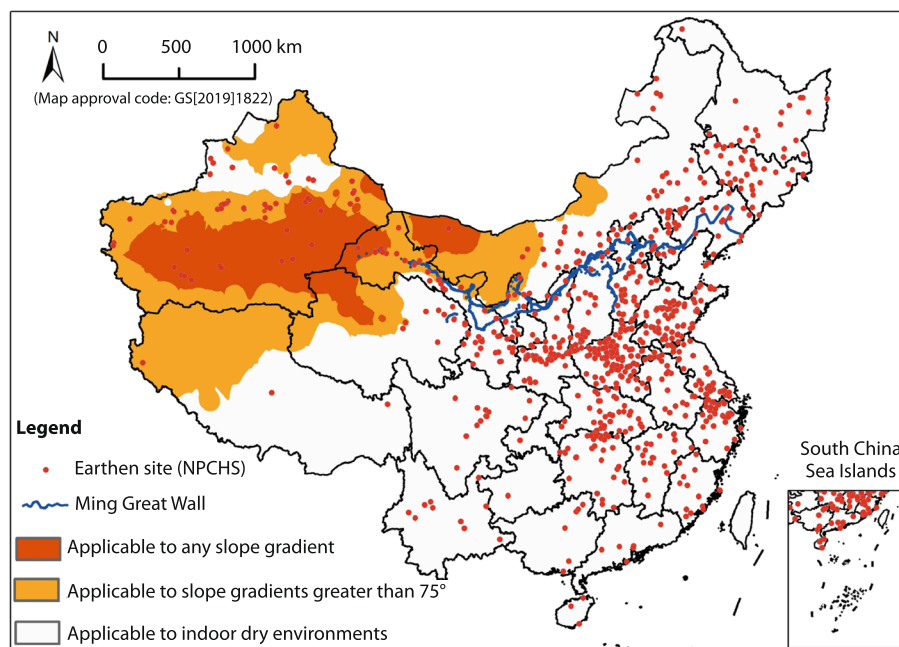 N
0 500 1000 km
(Map approval code: GS[2019]1822)
Legend
Earthen site (NPCHS)
Ming Great Wall
Applicable to any slope gradient
Applicable to slope gradients greater than 75°
Applicable to indoor dry environments
South China
Sea Islands